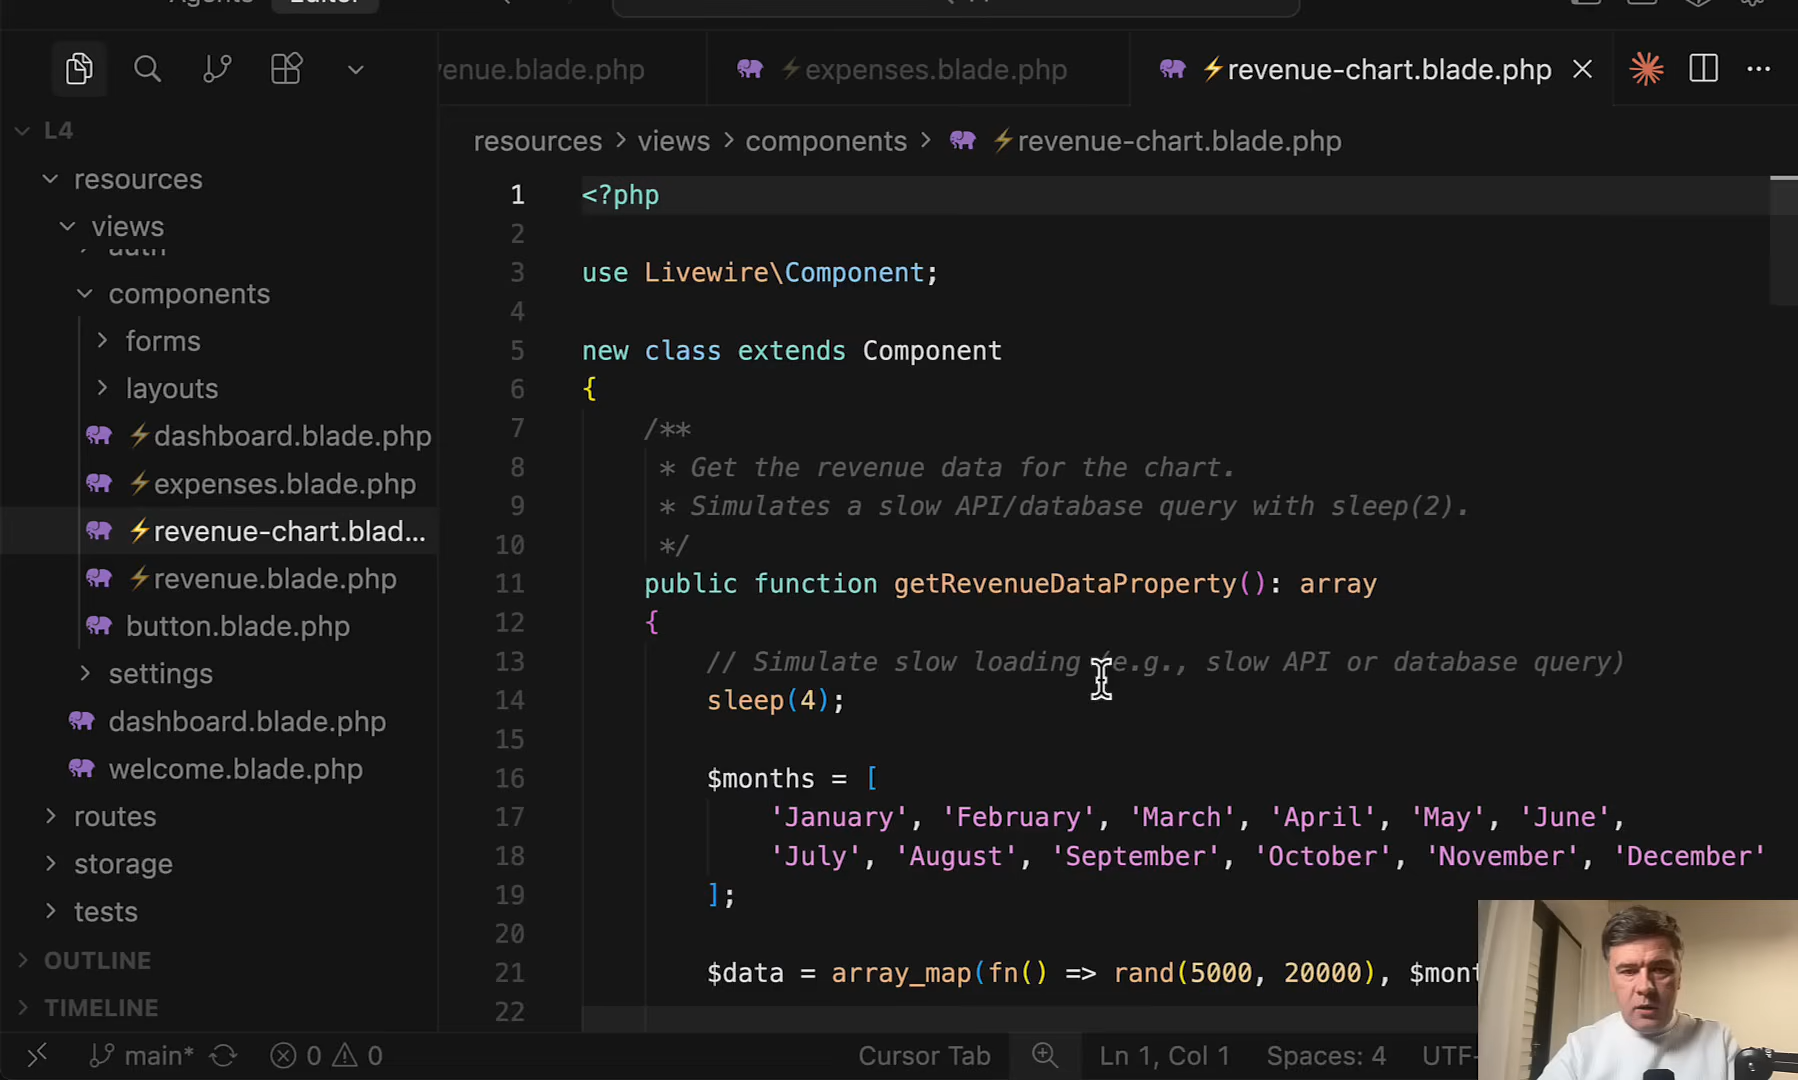 Agents Editor
enue.blade.php
⚡expenses.blade.php
⚡revenue-chart.blade.php
L4
resources
views
auth
components
forms
layouts
⚡dashboard.blade.php
⚡expenses.blade.php
⚡revenue-chart.blad...
⚡revenue.blade.php
button.blade.php
settings
dashboard.blade.php
welcome.blade.php
routes
storage
tests
OUTLINE
TIMELINE
resources > views > components > ⚡revenue-chart.blade.php
1 <?php
2
3 use Livewire\Component;
4
5 new class extends Component
6 {
7 /**
8 * Get the revenue data for the chart.
9 * Simulates a slow API/database query with sleep(2).
10 */
11 public function getRevenueDataProperty(): array
12 {
13 // Simulate slow loading (e.g., slow API or database query)
14 sleep(4);
15
16 $months = [
17 'January', 'February', 'March', 'April', 'May', 'June',
18 'July', 'August', 'September', 'October', 'November', 'December'
19 ];
20
21 $data = array_map(fn() => rand(5000, 20000), $mont
22
main* 0 0 Cursor Tab Ln 1, Col 1 Spaces: 4 UTF-